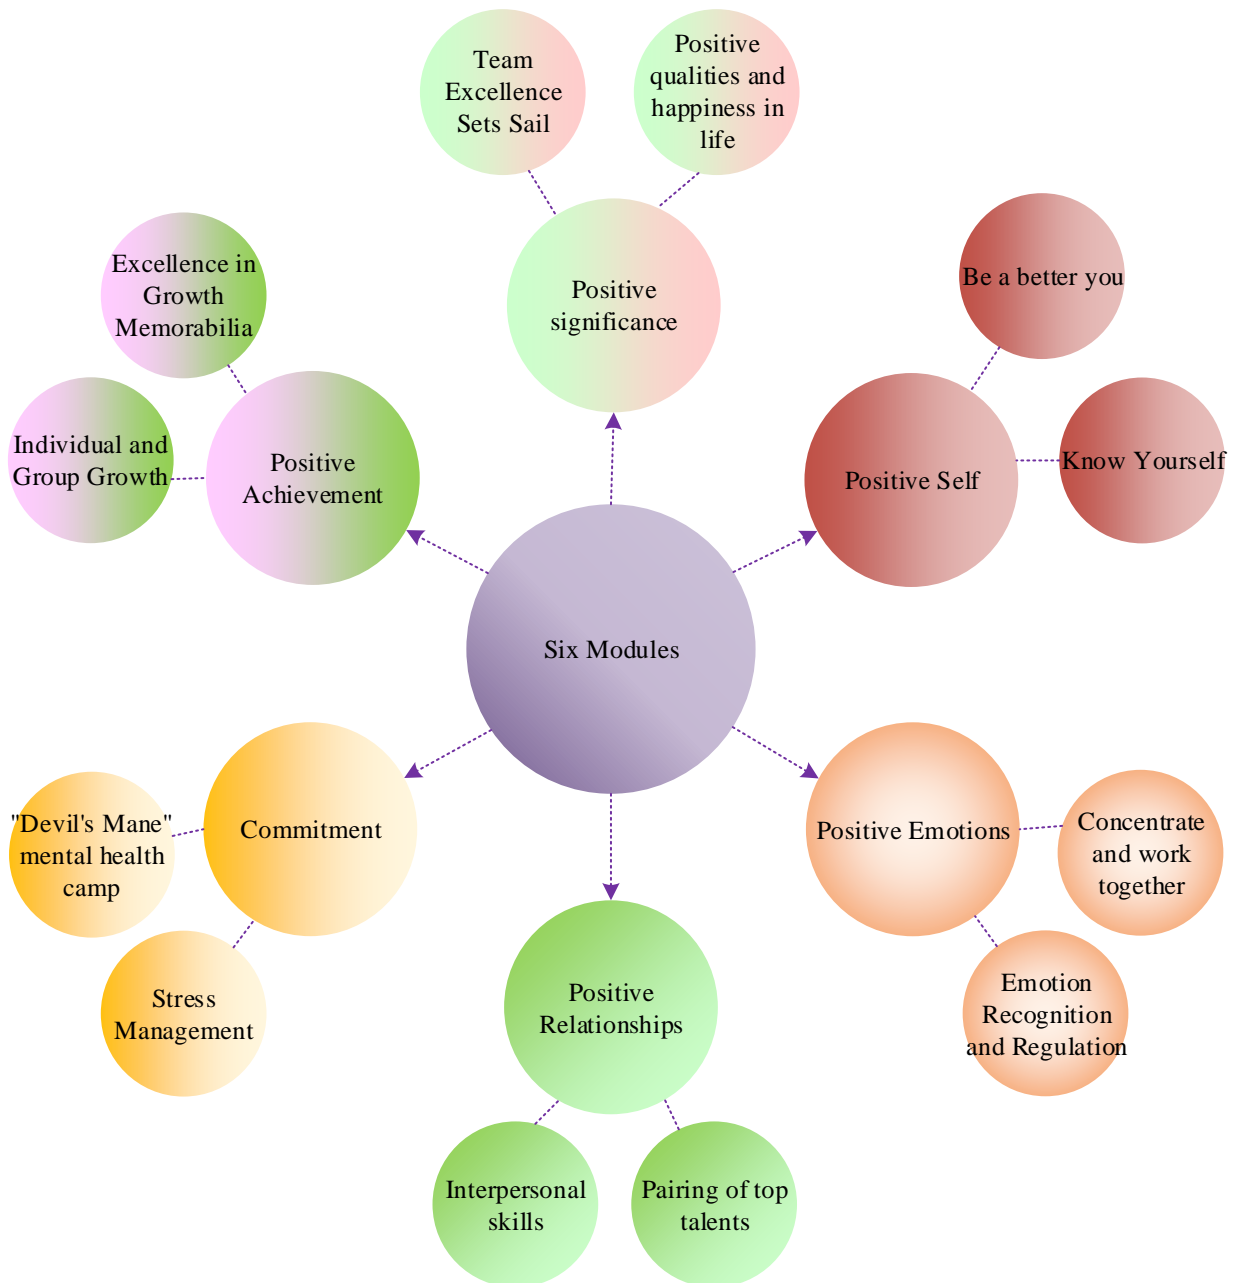 Team
Excellence
Sets Sail
Positive
qualities and
happiness in
life
Excellence in
Growth
Memorabilia
Positive
significance
Be a better you
Individual and
Group Growth
Positive
Achievement
Positive Self
Know Yourself
Six Modules
"Devil's Mane"
mental health
camp
Commitment
Positive Emotions
Concentrate
and work
together
Stress
Management
Positive
Relationships
Emotion
Recognition
and Regulation
Interpersonal
skills
Pairing of top
talents